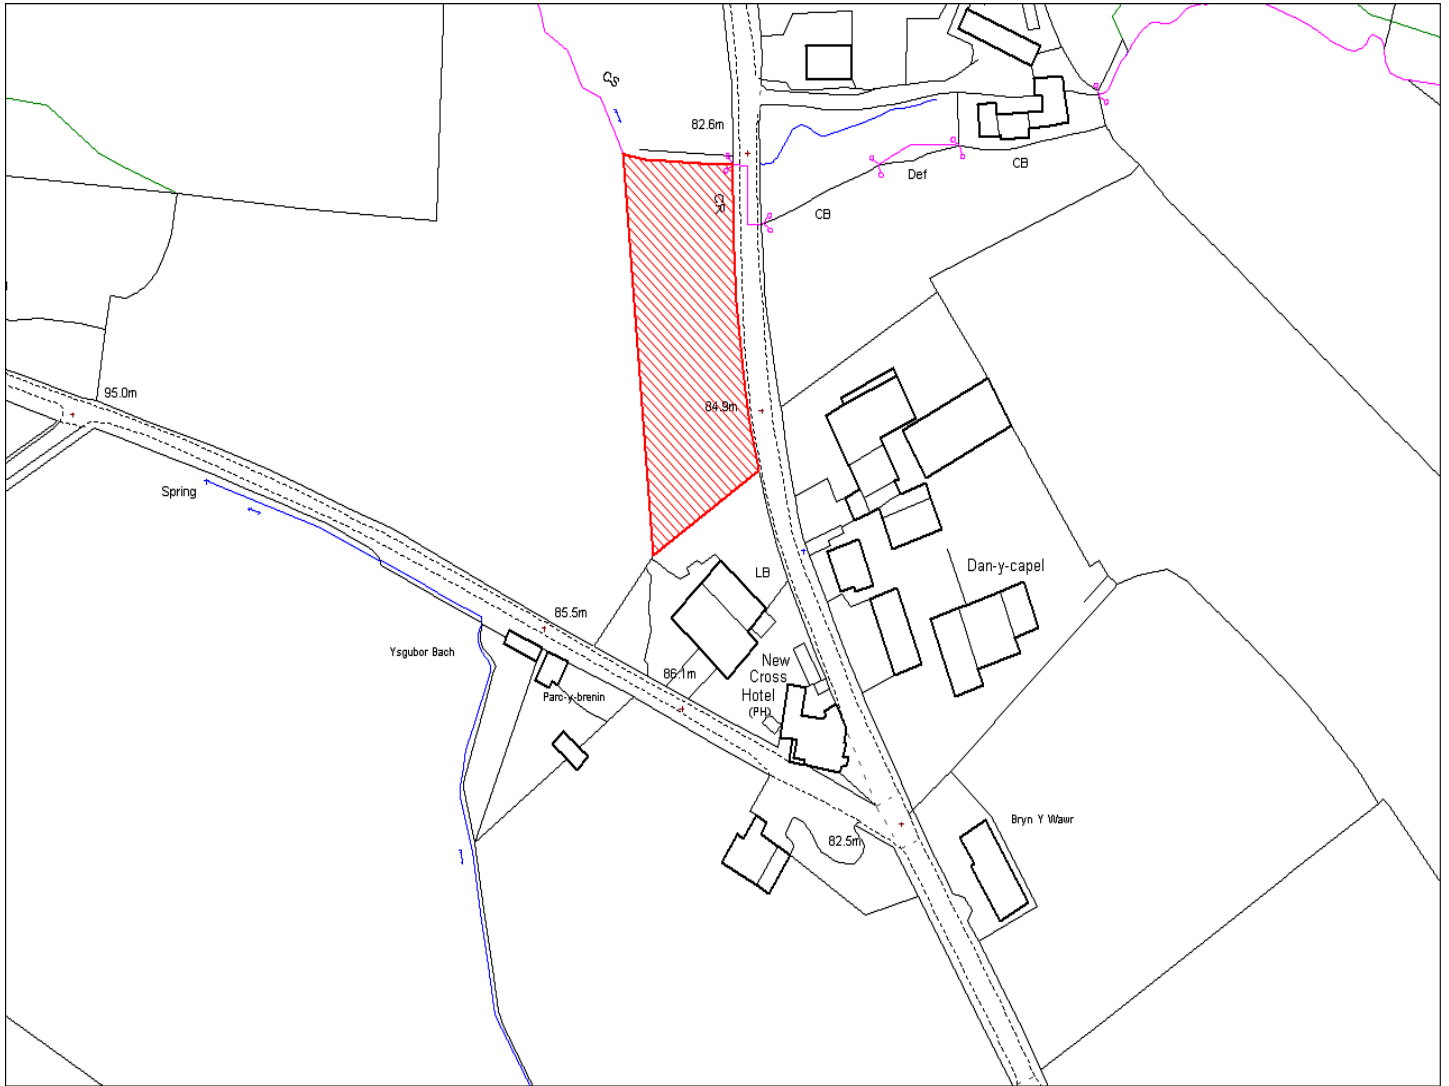 CS
82.6m
CB
Def
CR
CB
95.0m
84.9m
Spring
LB
Dan-y-capel
85.5m
Ysgubor Bach
New
Cross
Hotel
(PH)
86.1m
Parc-y-brenin
82.5m
Bryn Y Wawr